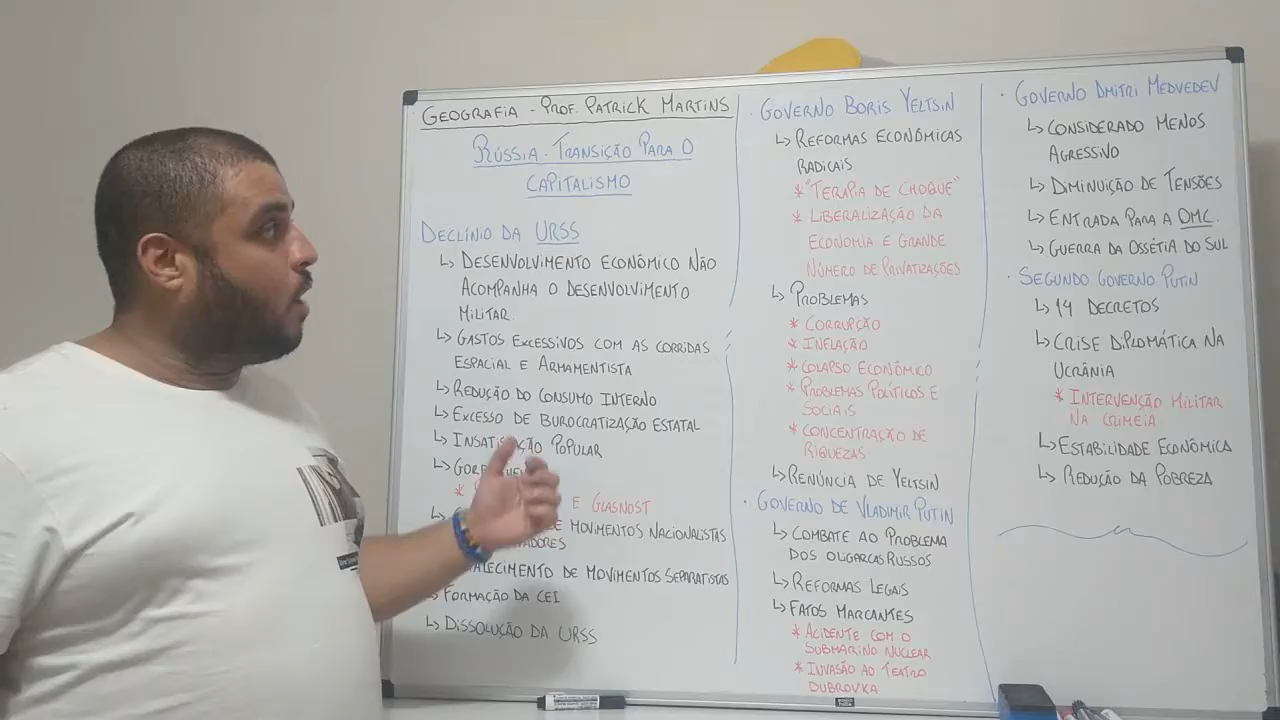 GEOGRAFIA - PROF. PATRICK MARTINS
RÚSSIA - TRANSIÇÃO PARA O
CAPITALISMO
DECLÍNIO DA URSS
↳ DESENVOLVIMENTO ECONÔMICO NÃO
ACOMPANHA O DESENVOLVIMENTO
MILITAR.
↳ GASTOS EXCESSIVOS COM AS CORRIDAS
ESPACIAL E ARMAMENTISTA
↳ REDUÇÃO DO CONSUMO INTERNO
↳ EXCESSO DE BUROCRATIZAÇÃO ESTATAL
↳ POPULAR
*
E GLASNOST
MOVIMENTOS NACIONALISTAS
DE MOVIMENTOS SEPARATISTAS
↳ FORMAÇÃO DA CEI
↳ DISSOLUÇÃO DA URSS
· GOVERNO BORIS YELTSIN
↳ REFORMAS ECONÔMICAS
RADICAIS
* "TERAPIA DE CHOQUE"
* LIBERALIZAÇÃO DA
ECONOMIA E GRANDE
NÚMERO DE PRIVATIZAÇÕES
↳ PROBLEMAS
* CORRUPÇÃO
* INFLAÇÃO
* COLAPSO ECONÔMICO
* PROBLEMAS POLÍTICOS E
SOCIAIS
* CONCENTRAÇÃO DE
RIQUEZAS
↳ RENÚNCIA DE YELTSIN
· GOVERNO DE VLADIMIR PUTIN
↳ COMBATE AO PROBLEMA
DOS OLIGARCAS RUSSOS
↳ REFORMAS LEGAIS
↳ FATOS MARCANTES
* ACIDENTE COM O
SUBMARINO NUCLEAR
* INVASÃO AO TEATRO
DUBROVKA
· GOVERNO DMITRI MEDVEDEV
↳ CONSIDERADO MENOS
AGRESSIVO
↳ DIMINUIÇÃO DE TENSÕES
↳ ENTRADA PARA A OMC.
↳ GUERRA DA OSSÉTIA DO SUL
· SEGUNDO GOVERNO PUTIN
↳ 14 DECRETOS
↳ CRISE DIPLOMÁTICA NA
UCRÂNIA
* INTERVENÇÃO MILITAR
NA CRIMEIA
↳ ESTABILIDADE ECONÔMICA
↳ REDUÇÃO DA POBREZA